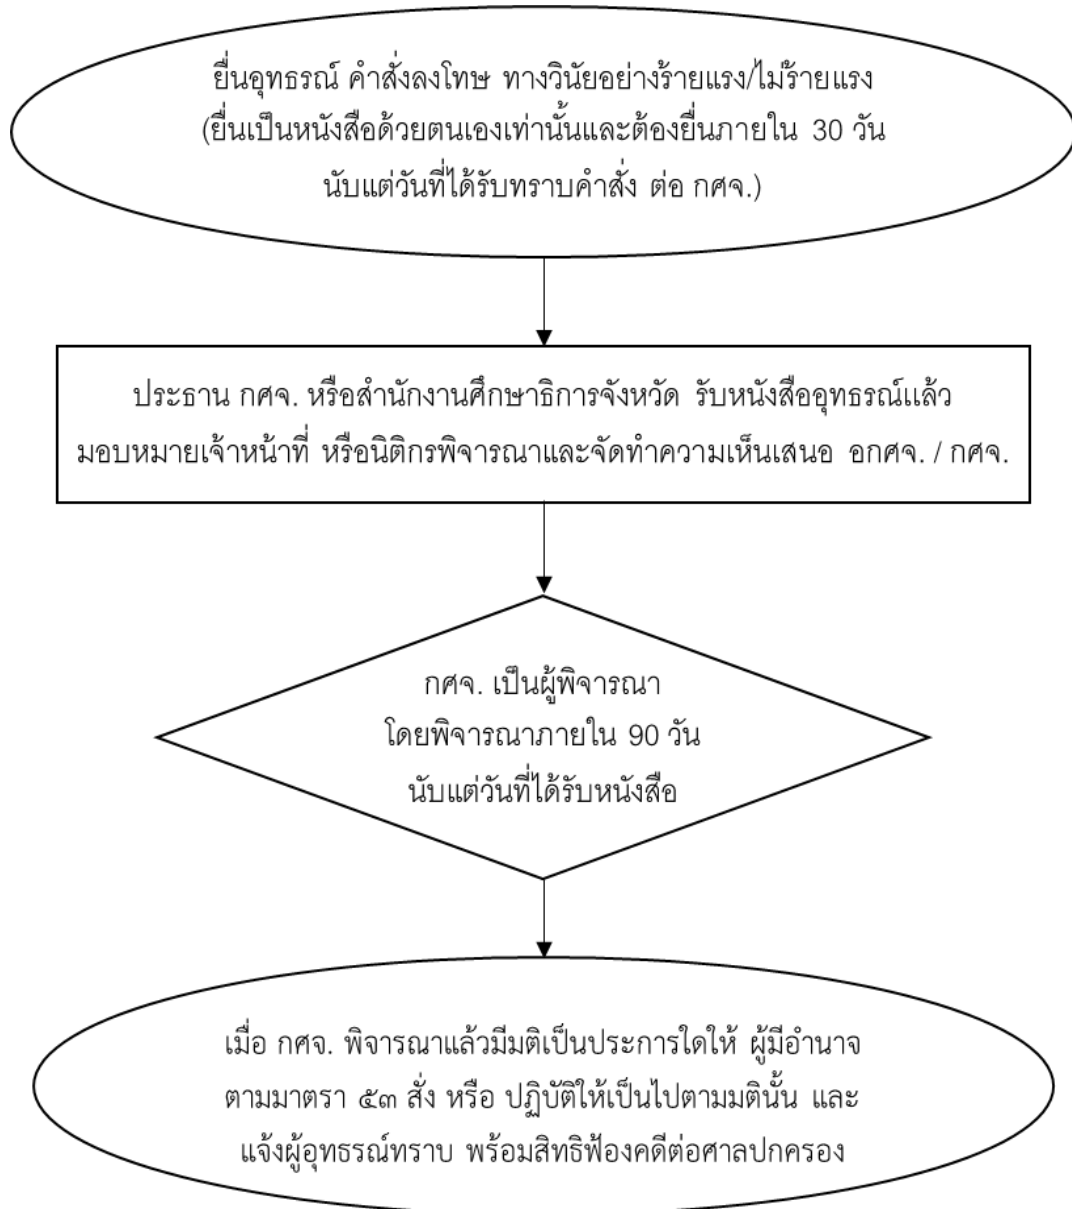 ยื่นอุทธรณ์ คำสั่งลงโทษ ทางวินัยอย่างร้ายแรง/ไม่ร้ายแรง
(ยื่นเป็นหนังสือด้วยตนเองเท่านั้นและต้องยื่นภายใน 30 วัน
นับแต่วันที่ได้รับทราบคำสั่ง ต่อ กศจ.)
ประธาน กศจ. หรือสำนักงานศึกษาธิการจังหวัด รับหนังสืออุทธรณ์แล้ว
มอบหมายเจ้าหน้าที่ หรือนิติกรพิจารณาและจัดทำความเห็นเสนอ อกศจ. / กศจ.
กศจ. เป็นผู้พิจารณา
โดยพิจารณาภายใน 90 วัน
นับแต่วันที่ได้รับหนังสือ
เมื่อ กศจ. พิจารณาแล้วมีมติเป็นประการใดให้ ผู้มีอำนาจ
ตามมาตรา ๕๓ สั่ง หรือ ปฏิบัติให้เป็นไปตามมตินั้น และ
แจ้งผู้อุทธรณ์ทราบ พร้อมสิทธิฟ้องคดีต่อศาลปกครอง